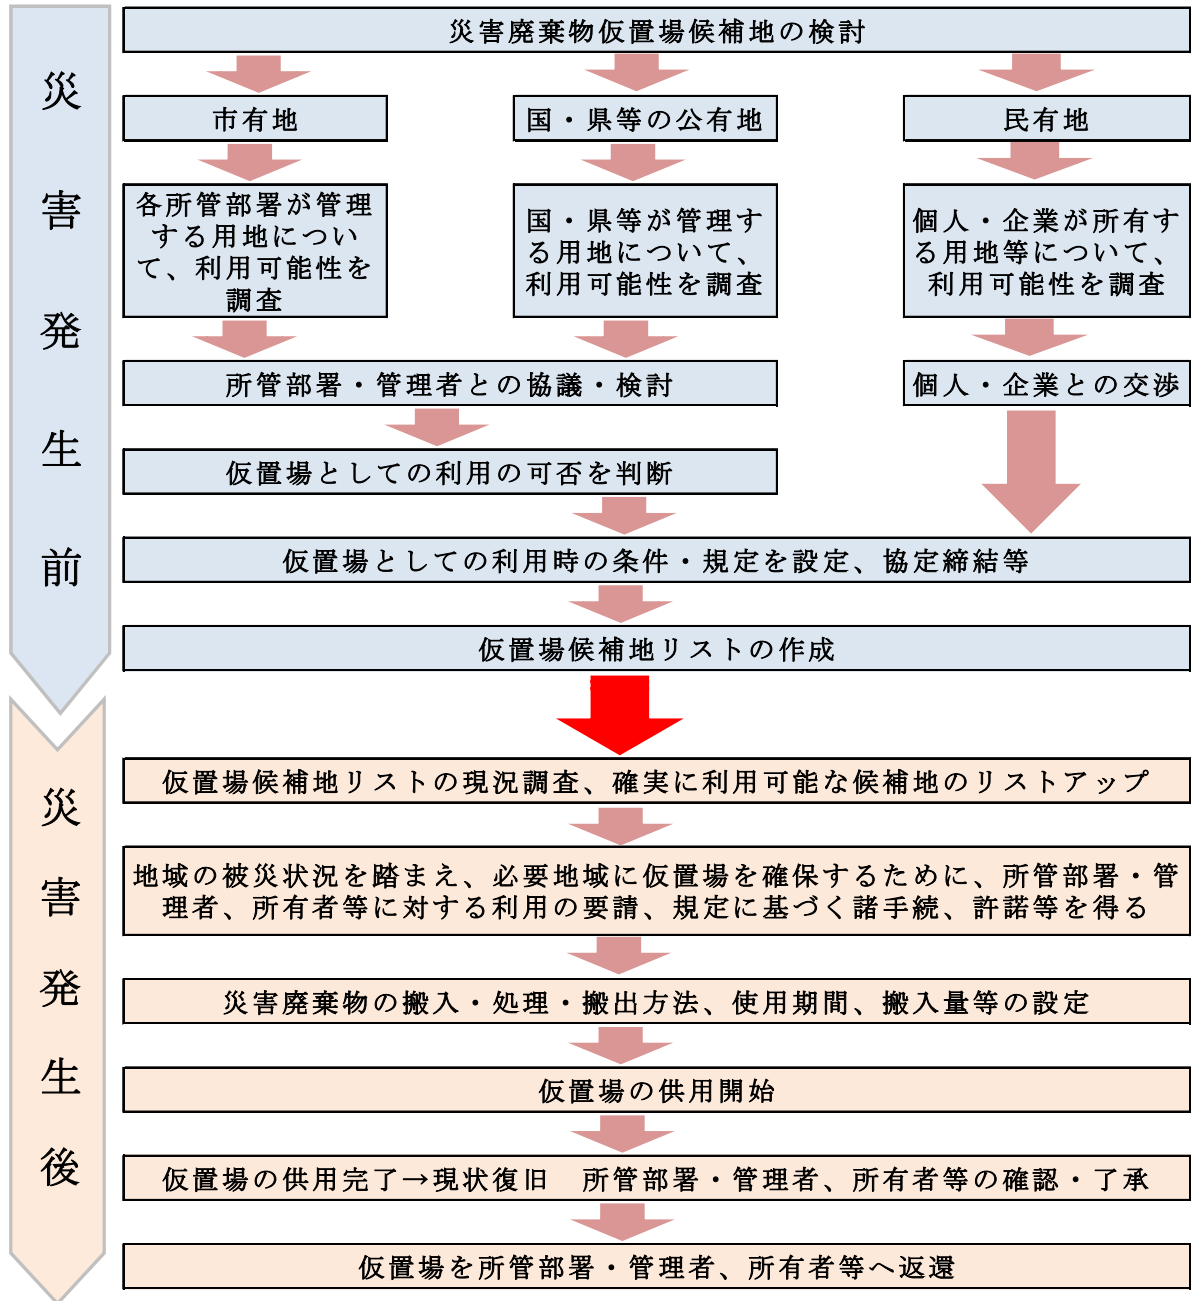 災害発生前
災害廃棄物仮置場候補地の検討
市有地
国・県等の公有地
民有地
各所管部署が管理
する用地につい
て、利用可能性を
調査
国・県等が管理す
る用地について、
利用可能性を調査
個人・企業が所有す
る用地等について、
利用可能性を調査
所管部署・管理者との協議・検討
個人・企業との交渉
仮置場としての利用の可否を判断
仮置場としての利用時の条件・規定を設定、協定締結等
仮置場候補地リストの作成
災害発生後
仮置場候補地リストの現況調査、確実に利用可能な候補地のリストアップ
地域の被災状況を踏まえ、必要地域に仮置場を確保するために、所管部署・管
理者、所有者等に対する利用の要請、規定に基づく諸手続、許諾等を得る
災害廃棄物の搬入・処理・搬出方法、使用期間、搬入量等の設定
仮置場の供用開始
仮置場の供用完了→現状復旧　所管部署・管理者、所有者等の確認・了承
仮置場を所管部署・管理者、所有者等へ返還